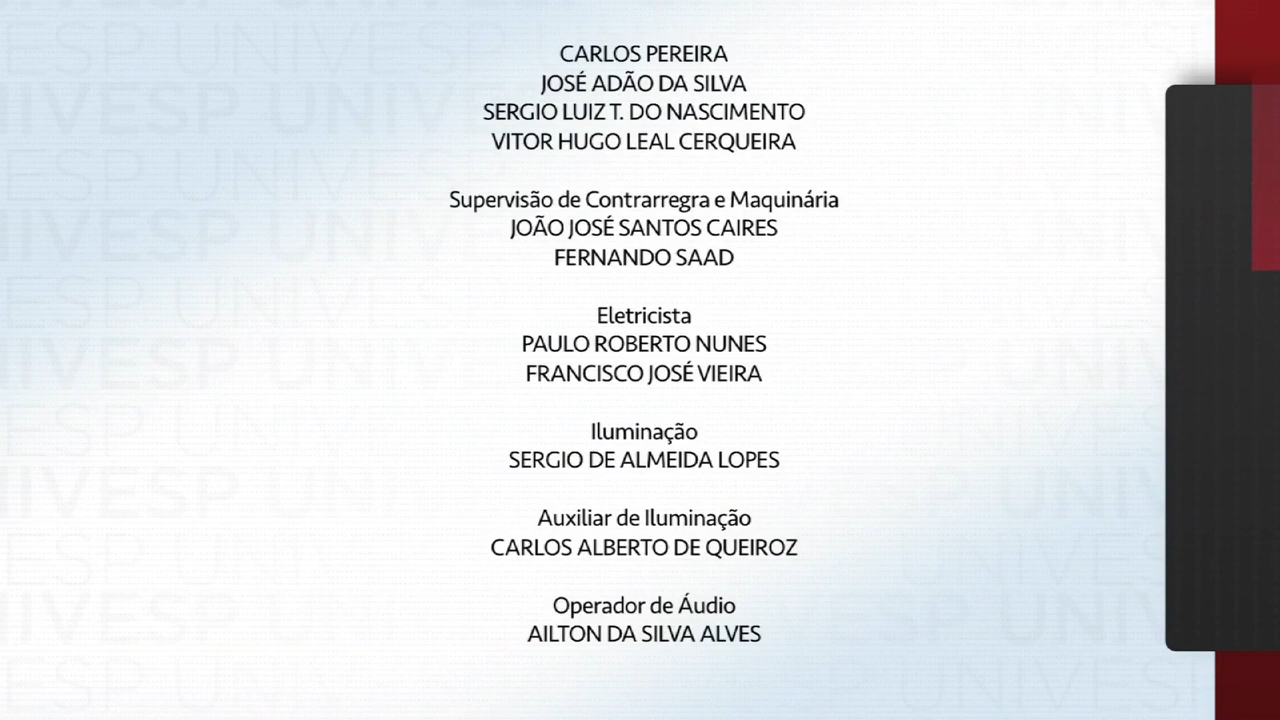 CARLOS PEREIRA
JOSÉ ADÃO DA SILVA
SERGIO LUIZ T. DO NASCIMENTO
VITOR HUGO LEAL CERQUEIRA
Supervisão de Contrarregra e Maquinária
JOÃO JOSÉ SANTOS CAIRES
FERNANDO SAAD
Eletricista
PAULO ROBERTO NUNES
FRANCISCO JOSÉ VIEIRA
Iluminação
SERGIO DE ALMEIDA LOPES
Auxiliar de Iluminação
CARLOS ALBERTO DE QUEIROZ
Operador de Áudio
AILTON DA SILVA ALVES